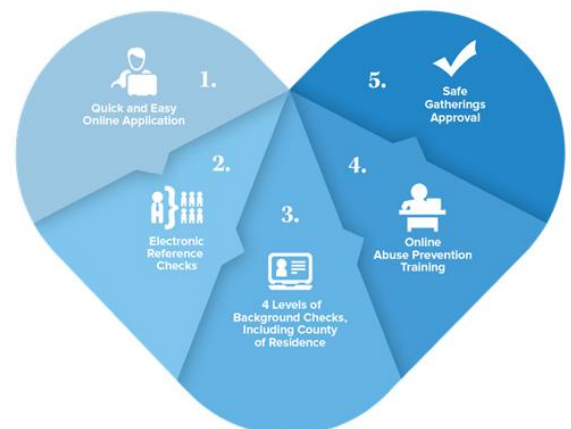 1.
Quick and Easy
Online Application
2.
Electronic
Reference
Checks
3.
4 Levels of
Background Checks,
Including County
of Residence
4.
Online
Abuse Prevention
Training
5.
Safe
Gatherings
Approval